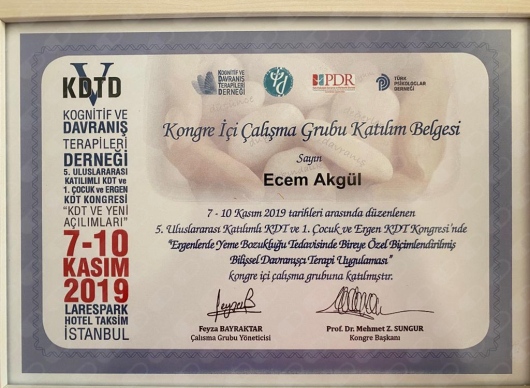 V
KDTD
KOGNİTİF VE
DAVRANIŞ
TERAPİLERİ
DERNEĞİ
5. ULUSLARARASI
KATILIMLI KDT VE
1. ÇOCUK VE ERGEN
KDT KONGRESİ
"KDT VE YENİ
AÇILIMLARI"
7-10
KASIM
2019
LARESPARK
HOTEL TAKSİM
İSTANBUL
KOGNİTİF VE
DAVRANIŞ
TERAPİLERİ
DERNEĞİ
PDR
TÜRK
PSİKOLOGLAR
DERNEĞİ
Kongre İçi Çalışma Grubu Katılım Belgesi
Sayın
Ecem Akgül
7 - 10 Kasım 2019 tarihleri arasında düzenlenen
5. Uluslararası Katılımlı KDT ve 1. Çocuk ve Ergen KDT Kongresi'nde
"Ergenlerde Yeme Bozukluğu Tedavisinde Bireye Özel Biçimlendirilmiş
Bilişsel Davranışçı Terapi Uygulaması"
kongre içi çalışma grubuna katılmıştır.
Feyza BAYRAKTAR
Çalışma Grubu Yöneticisi
Prof. Dr. Mehmet Z. SUNGUR
Kongre Başkanı